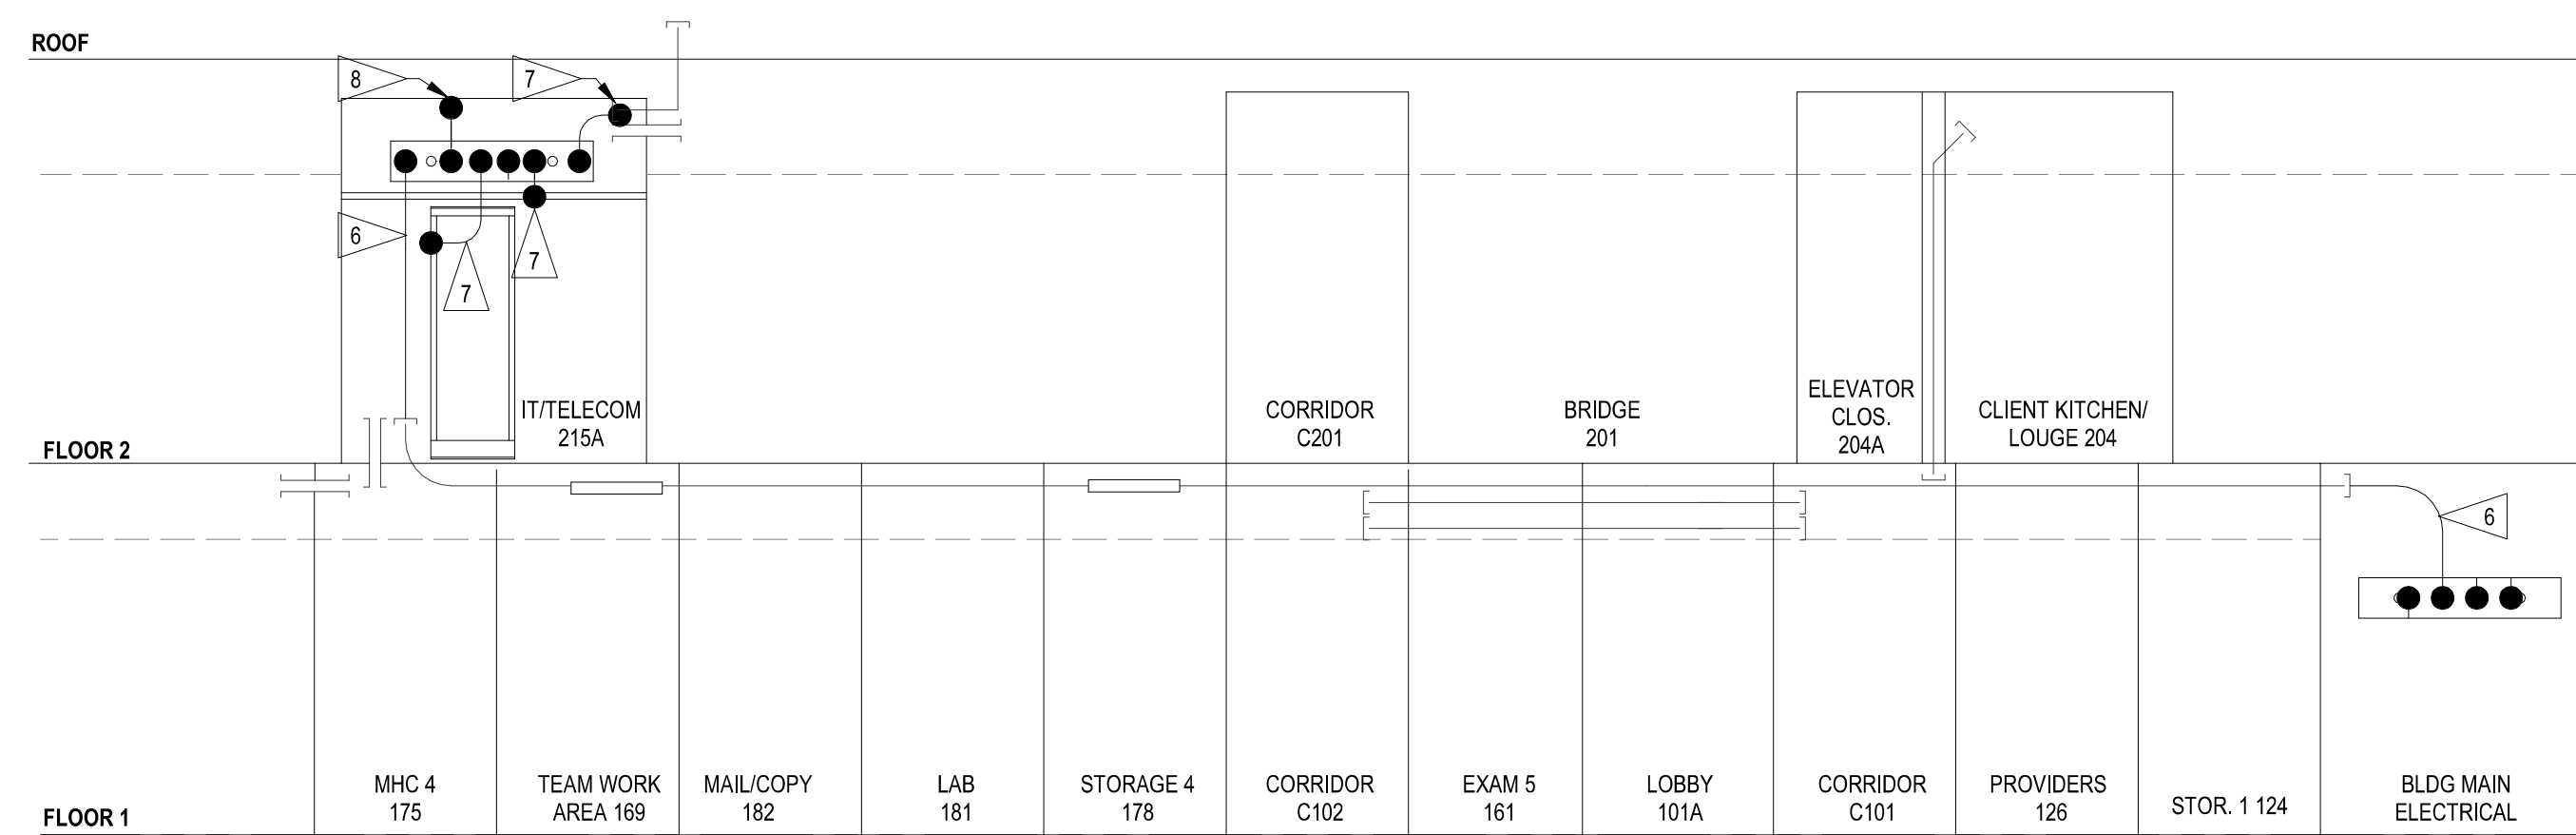 ROOF
8
7
6
7
7
IT/TELECOM
215A
CORRIDOR
C201
BRIDGE
201
ELEVATOR
CLOS.
204A
CLIENT KITCHEN/
LOUGE 204
FLOOR 2
6
MHC 4
175
TEAM WORK
AREA 169
MAIL/COPY
182
LAB
181
STORAGE 4
178
CORRIDOR
C102
EXAM 5
161
LOBBY
101A
CORRIDOR
C101
PROVIDERS
126
STOR. 1 124
BLDG MAIN
ELECTRICAL
FLOOR 1